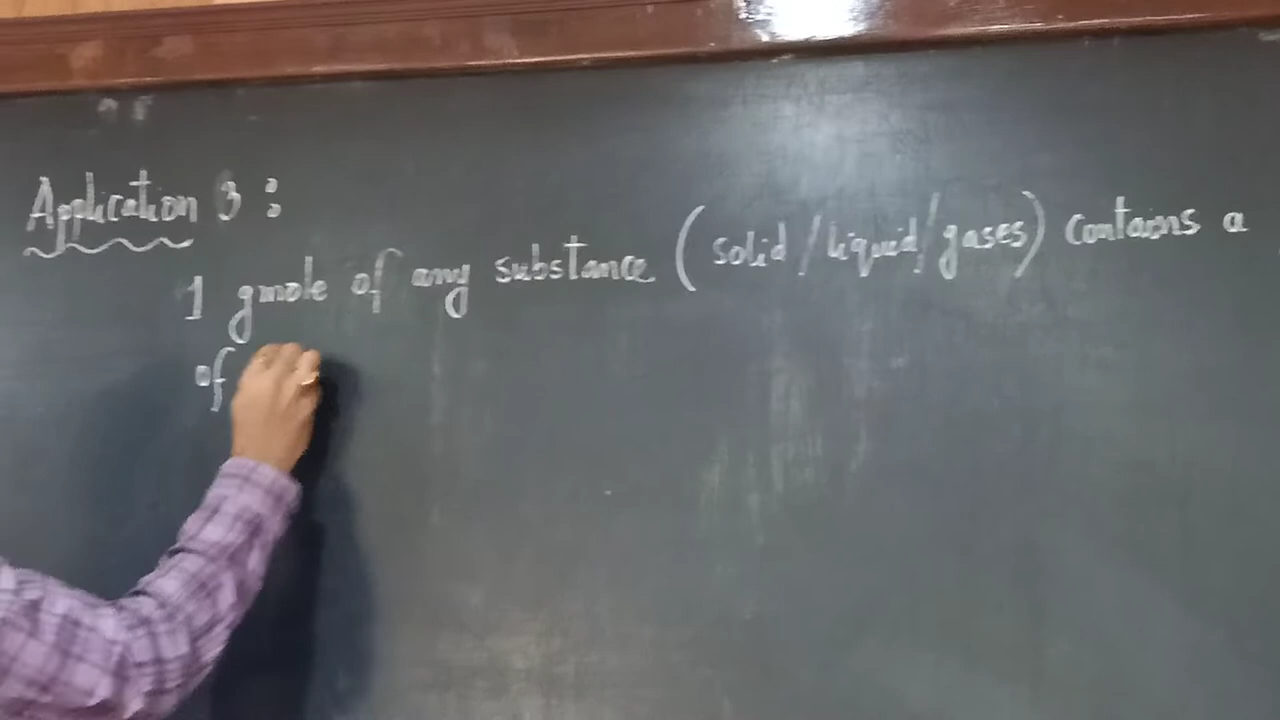 Application 3 :
1 gmole of any substance (solid/liquid/gases) contains a
of